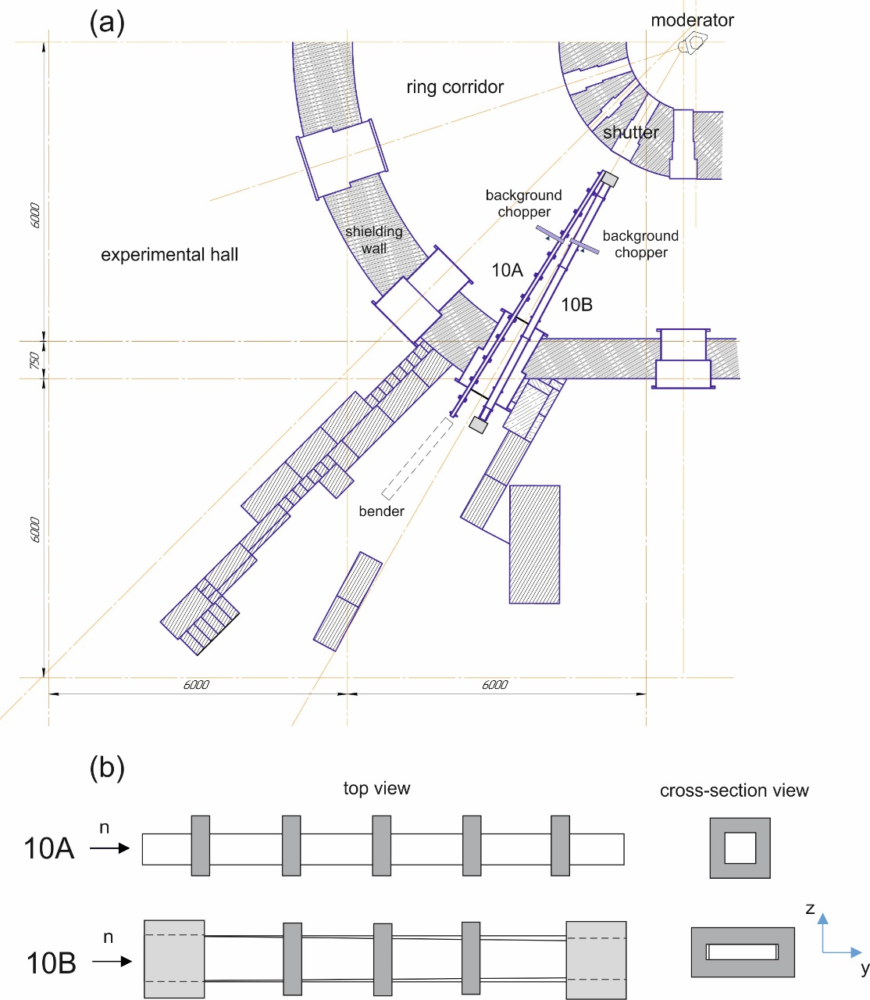 (a)
moderator
ring corridor
shutter
background
chopper
background
chopper
6000
shielding
wall
experimental hall
10A
10B
750
6000
bender
6000
6000
(b)
top view
cross-section view
n
10A
z
n
10B
y